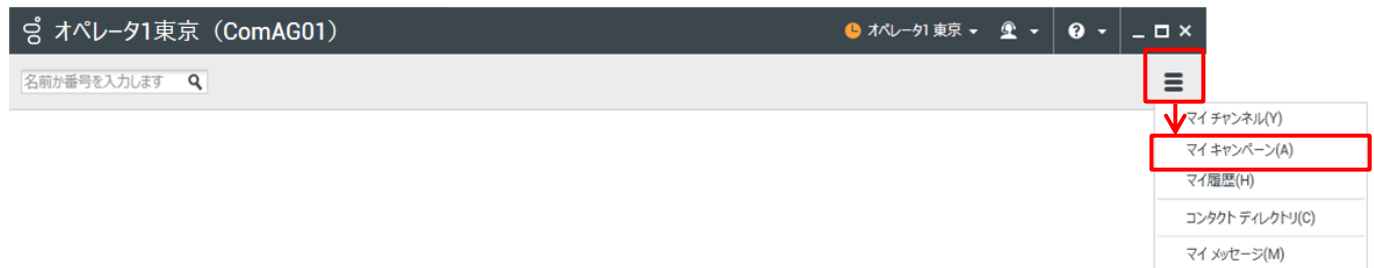 オペレータ1東京（ComAG01）
オペレータ1 東京
名前か番号を入力します
マイ チャンネル(Y)
マイ キャンペーン(A)
マイ履歴(H)
コンタクト ディレクトリ(C)
マイ メッセージ(M)